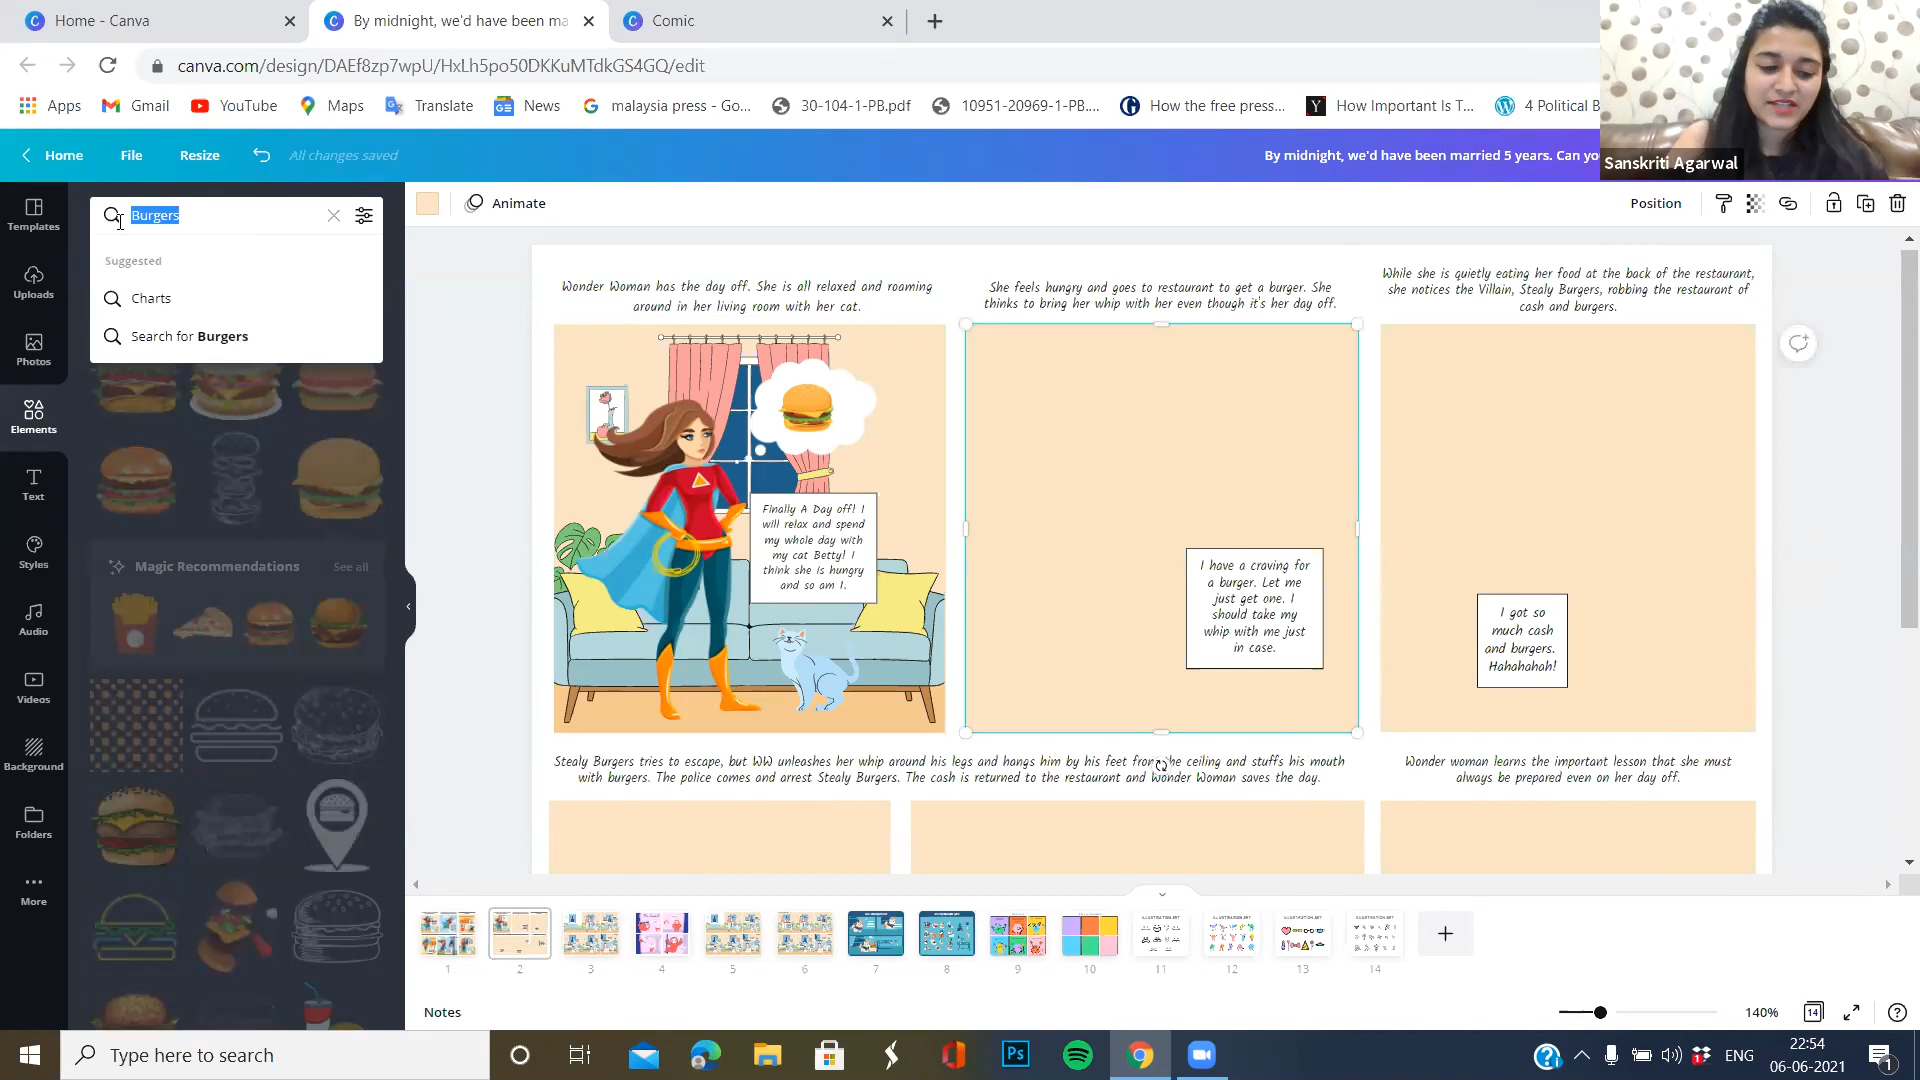 Home - Canva
By midnight, we'd have been ma
Comic
canva.com/design/DAEf8zp7wpU/HxLh5po50DKKuMTdkGS4GQ/edit
Apps
Gmail
YouTube
Maps
Translate
News
malaysia press - Go...
30-104-1-PB.pdf
10951-20969-1-PB....
How the free press...
How Important Is T...
4 Political B
Sanskriti Agarwal
Home
File
Resize
All changes saved
By midnight, we'd have been married 5 years. Can yo
Templates
Uploads
Photos
Elements
Text
Styles
Audio
Videos
Background
Folders
More
Burgers
Suggested
Charts
Search for Burgers
Magic Recommendations
See all
Animate
Position
Wonder Woman has the day off. She is all relaxed and roaming
around in her living room with her cat.
She feels hungry and goes to restaurant to get a burger. She
thinks to bring her whip with her even though it's her day off.
While she is quietly eating her food at the back of the restaurant,
she notices the Villain, Stealy Burgers, robbing the restaurant of
cash and burgers.
Finally A Day off! I
will relax and spend
my whole day with
my cat Betty! I
think she is hungry
and so am I.
I have a craving for
a burger. Let me
just get one. I
should take my
whip with me just
in case.
I got so
much cash
and burgers.
Hahahahah!
Stealy Burgers tries to escape, but WW unleashes her whip around his legs and hangs him by his feet from the ceiling and stuffs his mouth
with burgers. The police comes and arrest Stealy Burgers. The cash is returned to the restaurant and Wonder Woman saves the day.
Wonder woman learns the important lesson that she must
always be prepared even on her day off.
ILLUSTRATION SET
ILLUSTRATION SET
ILLUSTRATION SET
ILLUSTRATION SET
1
2
3
4
5
6
7
8
9
10
11
12
13
14
Notes
140%
14
Type here to search
Ps
ENG
22:54
06-06-2021
1